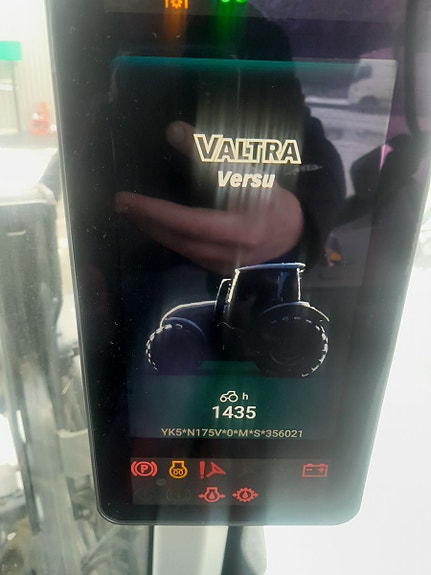 VALTRA
Versu
h
1435
YK5*N175V*0*M*S*356021
P